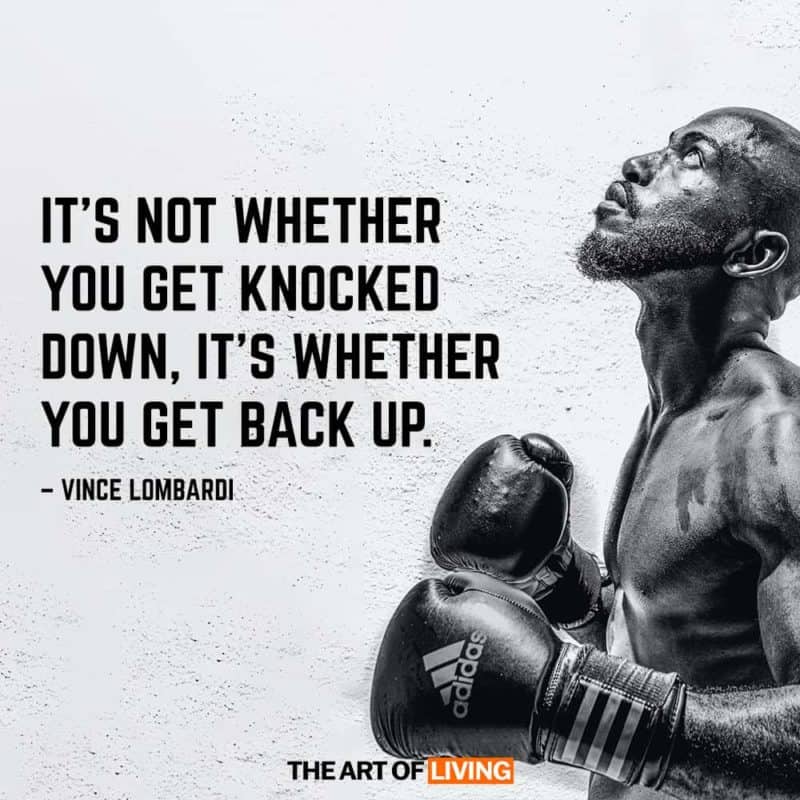 IT'S NOT WHETHER
YOU GET KNOCKED
DOWN, IT'S WHETHER
YOU GET BACK UP.
– VINCE LOMBARDI
adidas
THE ART OF LIVING